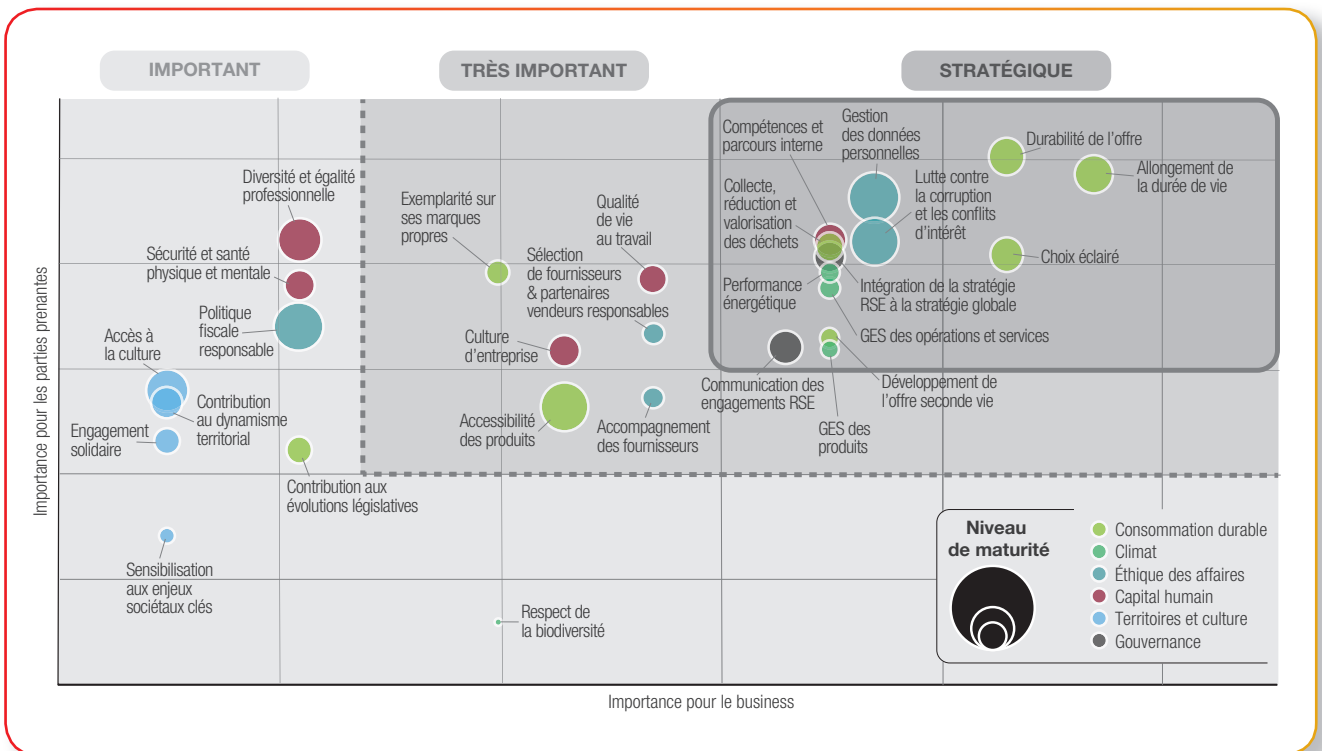 IMPORTANT
TRÈS IMPORTANT
STRATÉGIQUE
Importance pour les parties prenantes
Diversité et égalité
professionnelle
Sécurité et santé
physique et mentale
Politique
fiscale
responsable
Accès à
la culture
Contribution
au dynamisme
territorial
Engagement
solidaire
Contribution aux
évolutions législatives
Sensibilisation
aux enjeux
sociétaux clés
Exemplarité sur
ses marques
propres
Qualité
de vie
au travail
Sélection
de fournisseurs
& partenaires
vendeurs responsables
Culture
d'entreprise
Accessibilité
des produits
Accompagnement
des fournisseurs
Respect de
la biodiversité
Compétences et
parcours interne
Gestion
des données
personnelles
Collecte,
réduction et
valorisation
des déchets
Lutte contre
la corruption
et les conflits
d'intérêt
Durabilité de l'offre
Allongement de
la durée de vie
Choix éclairé
Performance
énergétique
Intégration de la stratégie
RSE à la stratégie globale
GES des opérations et services
Communication des
engagements RSE
Développement de
l'offre seconde vie
GES des
produits
Niveau
de maturité
Consommation durable
Climat
Éthique des affaires
Capital humain
Territoires et culture
Gouvernance
Importance pour le business